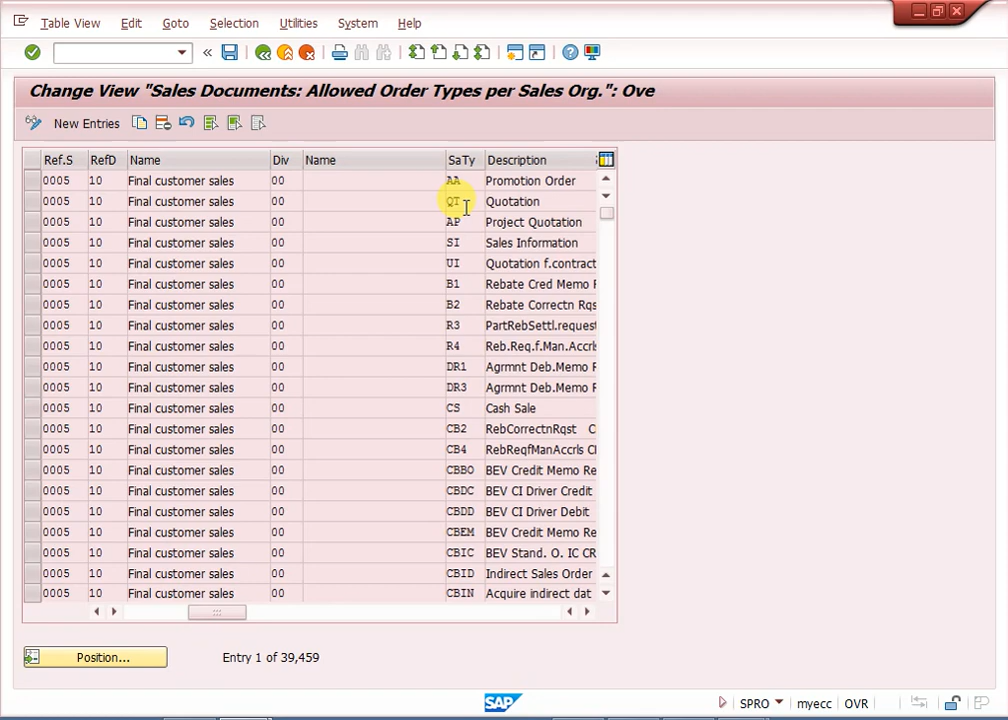 Table View Edit Goto Selection Utilities System Help
Change View "Sales Documents: Allowed Order Types per Sales Org.": Ove
New Entries
Ref.S RefD Name Div Name SaTy Description
0005 10 Final customer sales 00 AA Promotion Order
0005 10 Final customer sales 00 QT Quotation
0005 10 Final customer sales 00 AP Project Quotation
0005 10 Final customer sales 00 SI Sales Information
0005 10 Final customer sales 00 UI Quotation f.contract
0005 10 Final customer sales 00 B1 Rebate Cred Memo R
0005 10 Final customer sales 00 B2 Rebate Correctn Rqs
0005 10 Final customer sales 00 R3 PartRebSettl.request
0005 10 Final customer sales 00 R4 Reb.Req.f.Man.Accrls
0005 10 Final customer sales 00 DR1 Agrmnt Deb.Memo R
0005 10 Final customer sales 00 DR3 Agrmnt Deb.Memo R
0005 10 Final customer sales 00 CS Cash Sale
0005 10 Final customer sales 00 CB2 RebCorrectnRqst C
0005 10 Final customer sales 00 CB4 RebReqfManAccrls C
0005 10 Final customer sales 00 CBBO BEV Credit Memo Re
0005 10 Final customer sales 00 CBDC BEV CI Driver Credit
0005 10 Final customer sales 00 CBDD BEV CI Driver Debit
0005 10 Final customer sales 00 CBEM BEV Credit Memo Re
0005 10 Final customer sales 00 CBIC BEV Stand. O. IC CR
0005 10 Final customer sales 00 CBID Indirect Sales Order
0005 10 Final customer sales 00 CBIN Acquire indirect dat
Position... Entry 1 of 39,459
SAP SPRO myecc OVR